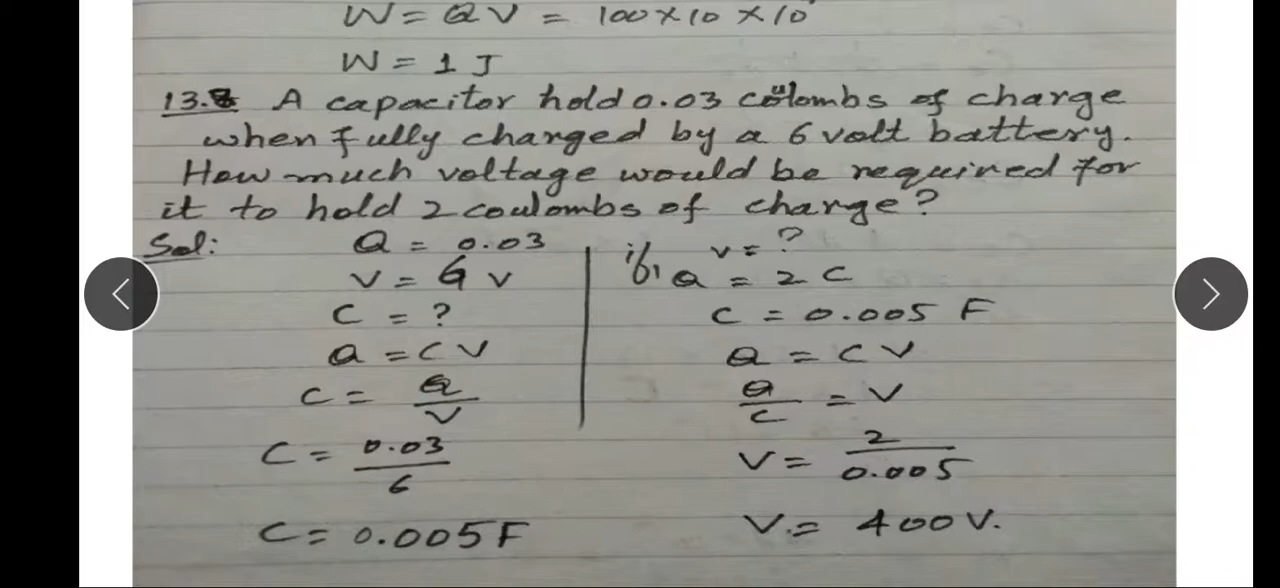 W = QV = 100 × 10 × 10
W = 1 J
13.8 A capacitor hold 0.03 coulombs of charge
when fully charged by a 6 volt battery.
How much voltage would be required for
it to hold 2 coulombs of charge?
Sol:
Q = 0.03
V = 6 V
C = ?
Q = CV
C = Q/V
C = 0.03/6
C = 0.005F
if, V = ?
Q = 2 C
C = 0.005 F
Q = CV
Q/C = V
V = 2/0.005
V = 400V.